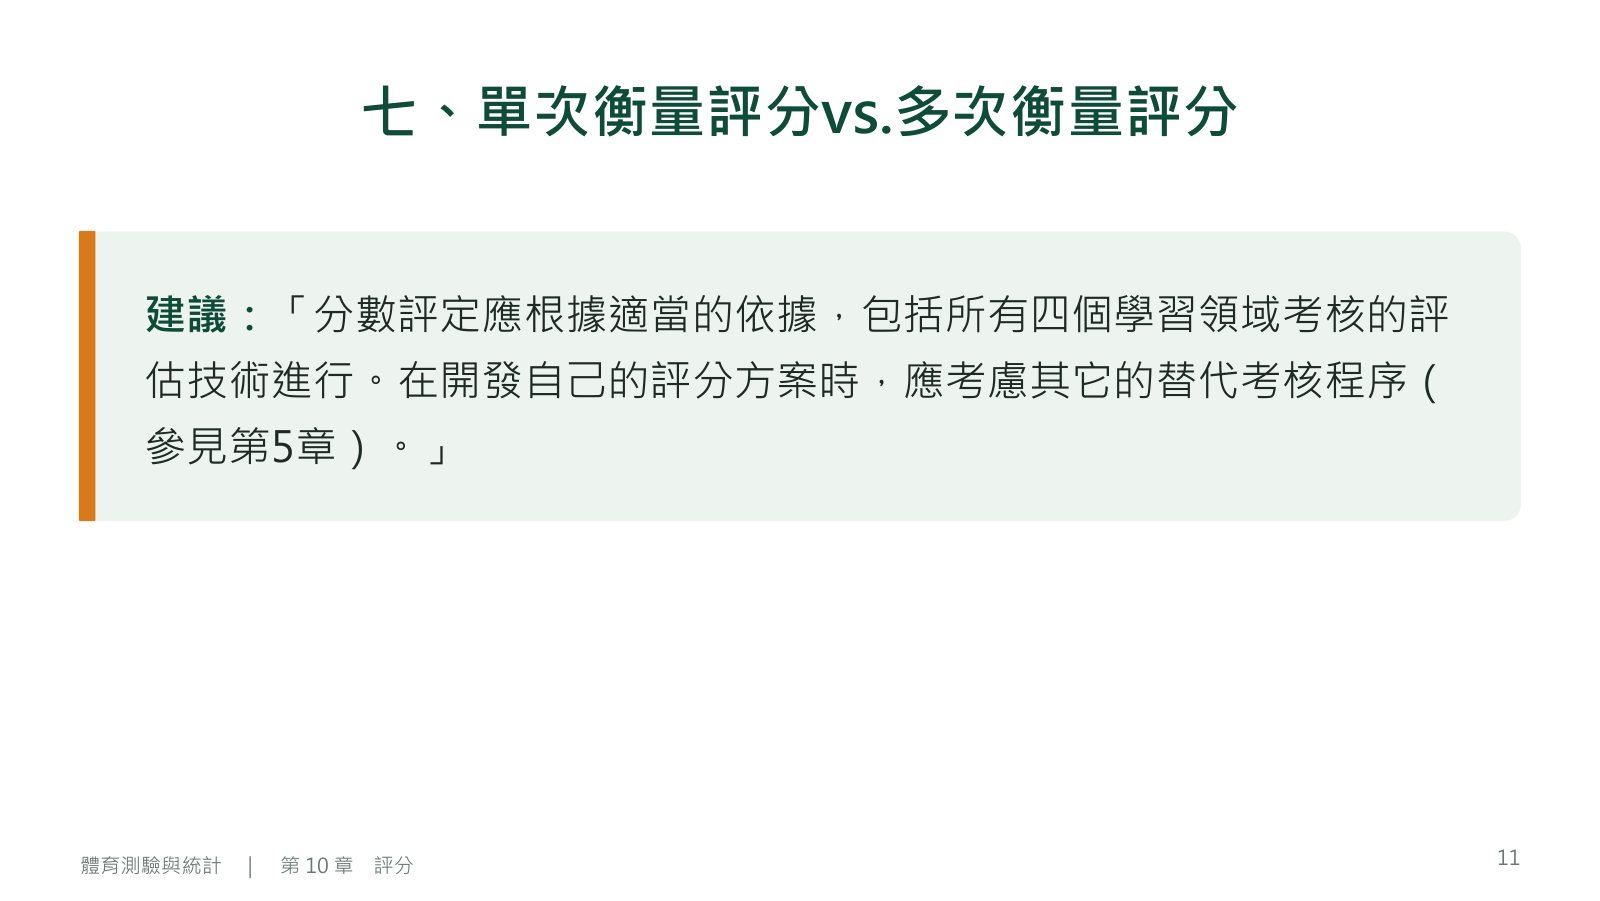 七、單次衡量評分vs.多次衡量評分
建議：「分數評定應根據適當的依據，包括所有四個學習領域考核的評
估技術進行。在開發自己的評分方案時，應考慮其它的替代考核程序（
參見第5章）。」
體育測驗與統計 | 第 10 章 評分
11